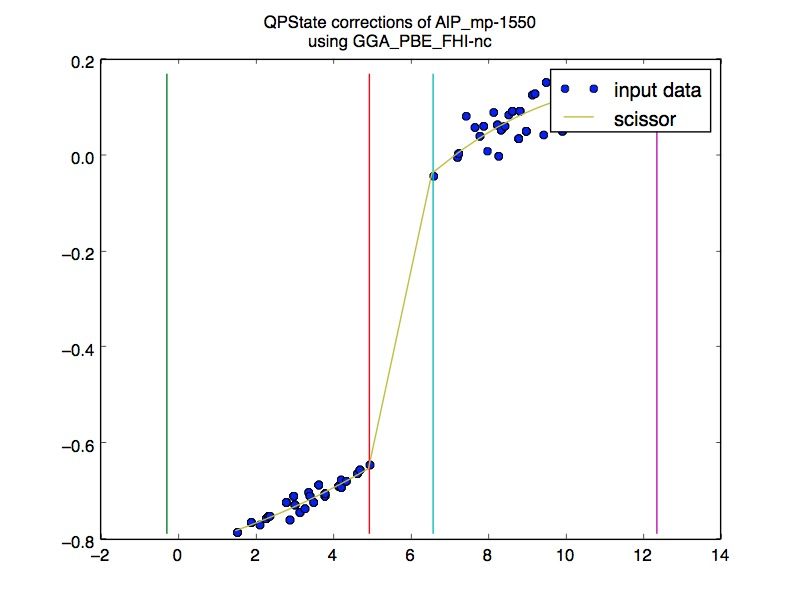 QPState corrections of AlP_mp-1550
using GGA_PBE_FHI-nc
0.2
input data
scissor
0.0
−0.2
−0.4
−0.6
−0.8
−2 0 2 4 6 8 10 12 14